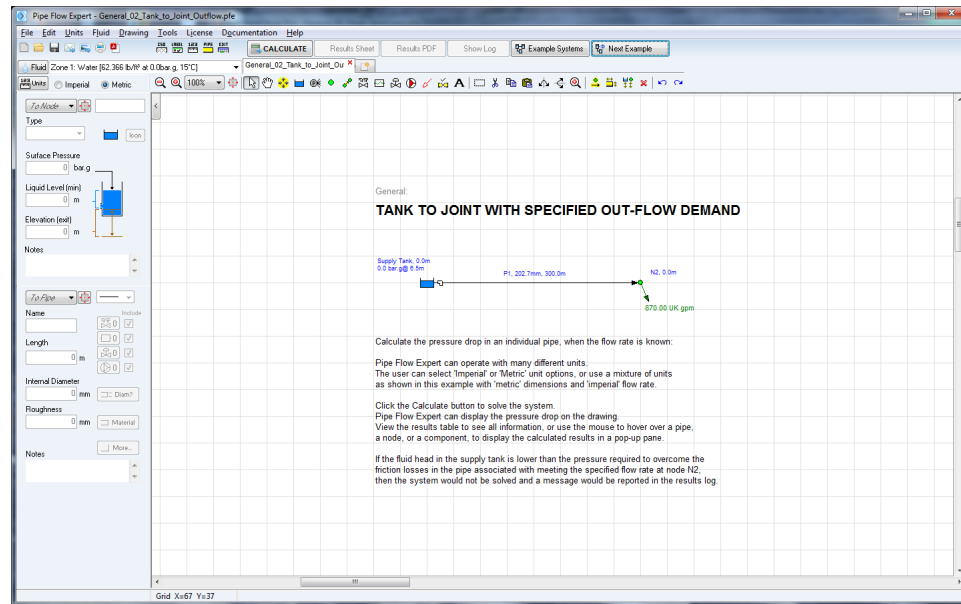 Pipe Flow Expert - General_02_Tank_to_Joint_Outflow.pfe
File Edit Units Fluid Drawing Tools License Documentation Help
CALCULATE Results Sheet Results PDF Show Log Example Systems Next Example
Fluid Zone 1: Water [62.366 lb/ft³ at 0.0bar.g, 15°C] General_02_Tank_to_Joint_Ou
Units Imperial Metric 100%
To Node
Type
Icon
Surface Pressure
0 bar.g
Liquid Level (min)
0 m
Elevation (exit)
0 m
Notes
To Pipe
Name Include
0
Length 0
0 m 0
0
Internal Diameter
0 mm Diam?
Roughness
0 mm Material
Notes More..
General:
TANK TO JOINT WITH SPECIFIED OUT-FLOW DEMAND
Supply Tank, 0.0m
0.0 bar.g@ 6.5m
P1, 202.7mm, 300.0m
N2, 0.0m
670.00 UK gpm
Calculate the pressure drop in an individual pipe, when the flow rate is known:
Pipe Flow Expert can operate with many different units.
The user can select 'Imperial' or 'Metric' unit options, or use a mixture of units
as shown in this example with 'metric' dimensions and 'imperial' flow rate.
Click the Calculate button to solve the system.
Pipe Flow Expert can display the pressure drop on the drawing.
View the results table to see all information, or use the mouse to hover over a pipe,
a node, or a component, to display the calculated results in a pop-up pane.
If the fluid head in the supply tank is lower than the pressure required to overcome the
friction losses in the pipe associated with meeting the specified flow rate at node N2,
then the system would not be solved and a message would be reported in the results log.
Grid X=67 Y=37